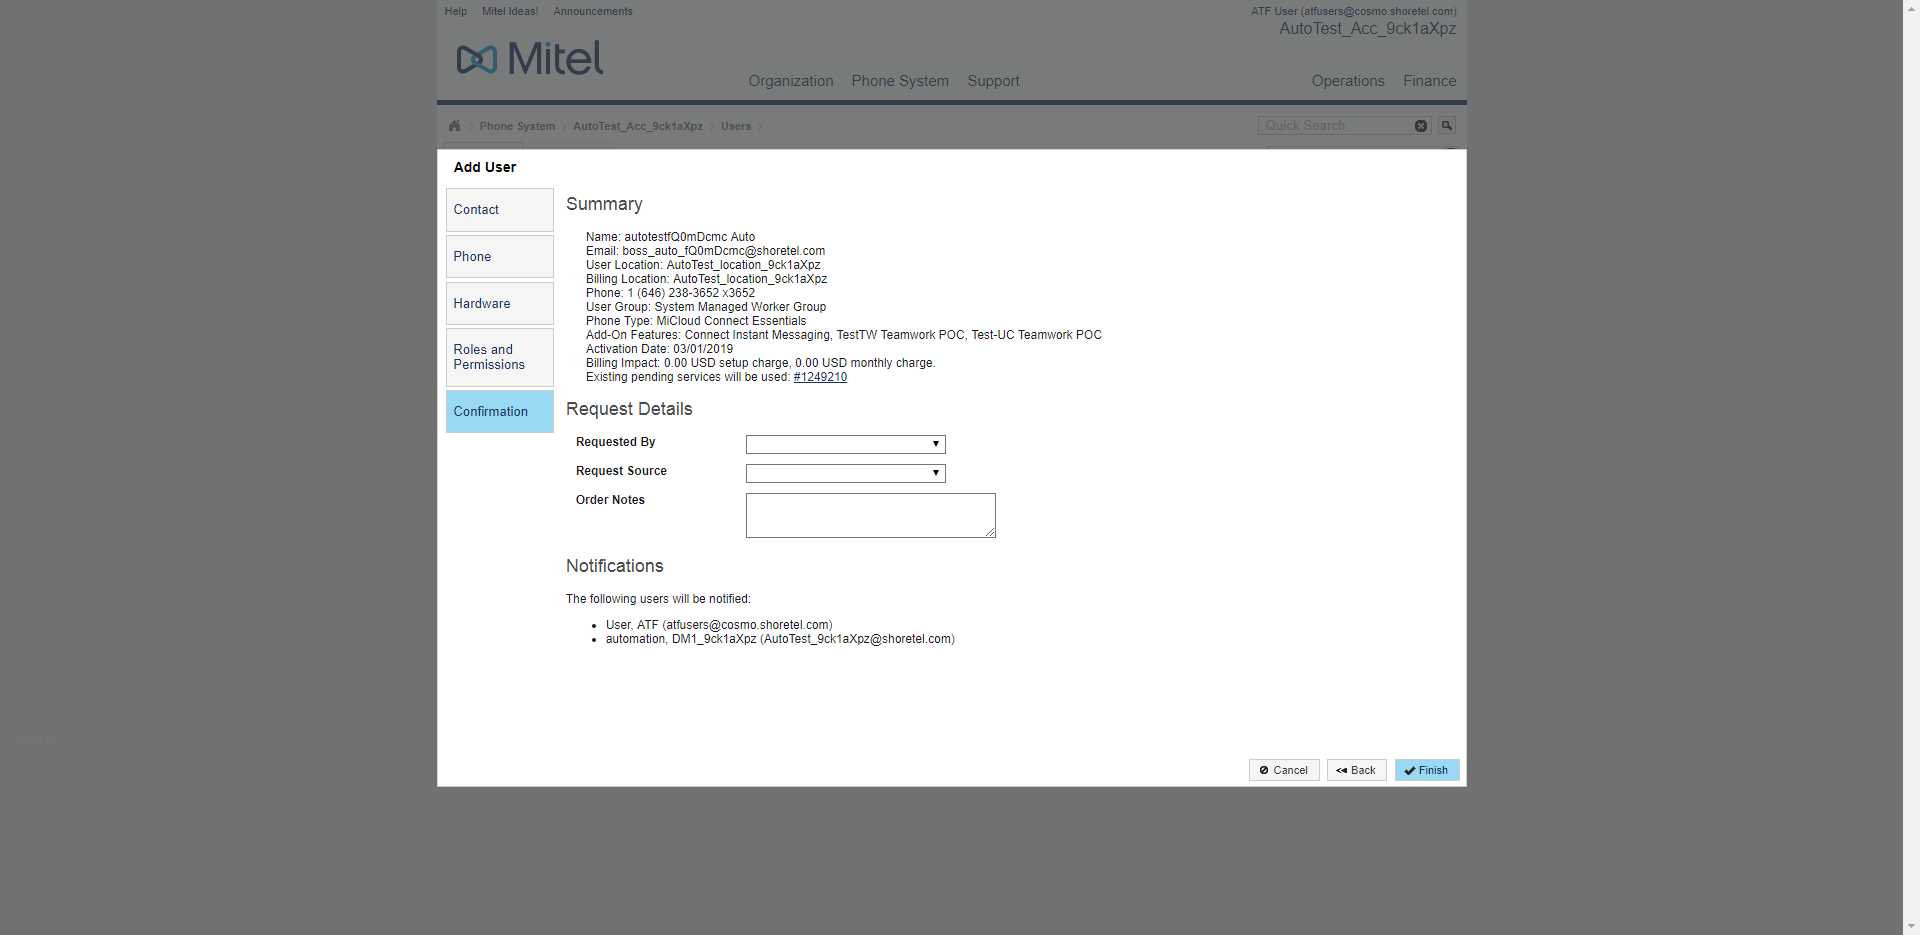 Help Mitel Ideas! Announcements
ATF User (atfusers@cosmo.shoretel.com)
AutoTest_Acc_9ck1aXpz
Mitel
Organization Phone System Support Operations Finance
Phone System AutoTest_Acc_9ck1aXpz Users
Quick Search
Add User
Contact
Phone
Hardware
Roles and
Permissions
Confirmation
Summary
Name: autotestfQ0mDcmc Auto
Email: boss_auto_fQ0mDcmc@shoretel.com
User Location: AutoTest_location_9ck1aXpz
Billing Location: AutoTest_location_9ck1aXpz
Phone: 1 (646) 238-3652 x3652
User Group: System Managed Worker Group
Phone Type: MiCloud Connect Essentials
Add-On Features: Connect Instant Messaging, TestTW Teamwork POC, Test-UC Teamwork POC
Activation Date: 03/01/2019
Billing Impact: 0.00 USD setup charge, 0.00 USD monthly charge.
Existing pending services will be used: #1249210
Request Details
Requested By
Request Source
Order Notes
Notifications
The following users will be notified:
User, ATF (atfusers@cosmo.shoretel.com)
automation, DM1_9ck1aXpz (AutoTest_9ck1aXpz@shoretel.com)
Cancel Back Finish